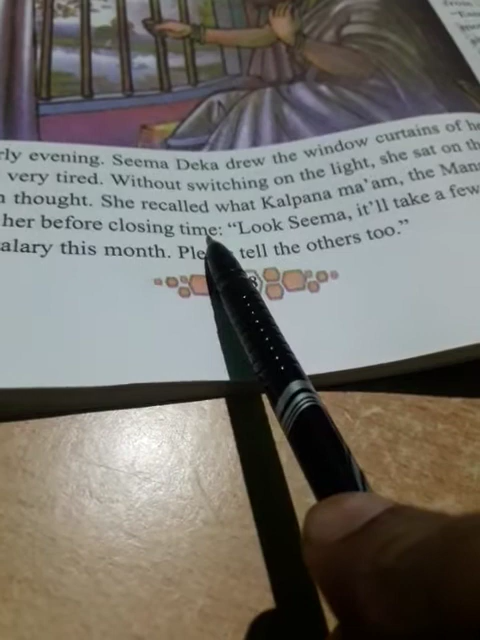 rly evening. Seema Deka drew the window curtains of he
very tired. Without switching on the light, she sat on th
thought. She recalled what Kalpana ma'am, the Man
her before closing time: "Look Seema, it'll take a few
alary this month. Ple tell the others too."